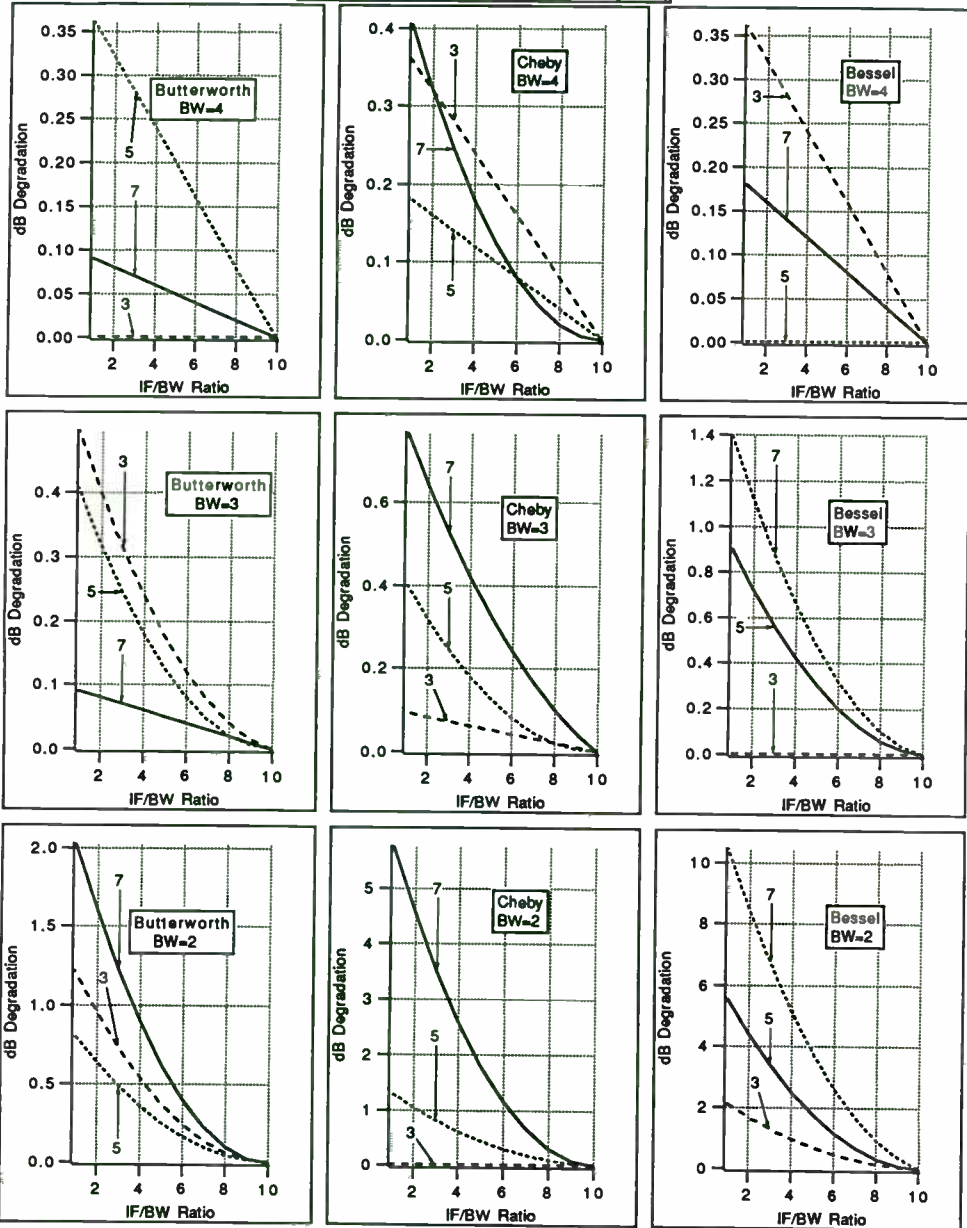 Butterworth
BW=4
dB Degradation
0.35
0.30
0.25
0.20
0.15
0.10
0.05
0.00
5
7
3
2 4 6 8 10
IF/BW Ratio
Cheby
BW=4
dB Degradation
0.4
0.3
0.2
0.1
0.0
3
7
5
2 4 6 8 10
IF/BW Ratio
Bessel
BW=4
dB Degradation
0.35
0.30
0.25
0.20
0.15
0.10
0.05
0.00
3
7
5
2 4 6 8 10
IF/BW Ratio
Butterworth
BW=3
dB Degradation
0.4
0.3
0.2
0.1
0.0
3
5
7
2 4 6 8 10
IF/BW Ratio
Cheby
BW=3
dB Degradation
0.6
0.4
0.2
0.0
7
5
3
2 4 6 8 10
IF/BW Ratio
Bessel
BW=3
dB Degradation
1.4
1.2
1.0
0.8
0.6
0.4
0.2
0.0
7
5
3
2 4 6 8 10
IF/BW Ratio
Butterworth
BW=2
dB Degradation
2.0
1.5
1.0
0.5
0.0
7
3
5
2 4 6 8 10
IF/BW Ratio
Cheby
BW=2
dB Degradation
5
4
3
2
1
0
7
5
3
2 4 6 8 10
IF/BW Ratio
Bessel
BW=2
dB Degradation
10
8
6
4
2
0
7
5
3
2 4 6 8 10
IF/BW Ratio